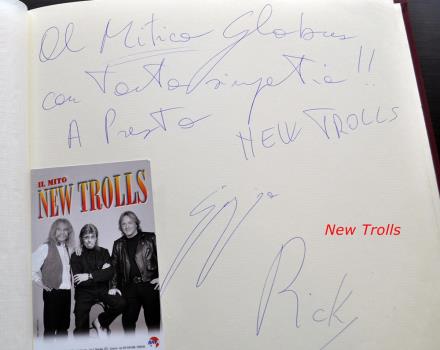 Al Mitico Globus
con Tanta simpatia!!
A Presto
NEW TROLLS
IL MITO
NEW TROLLS
New Trolls
Rick